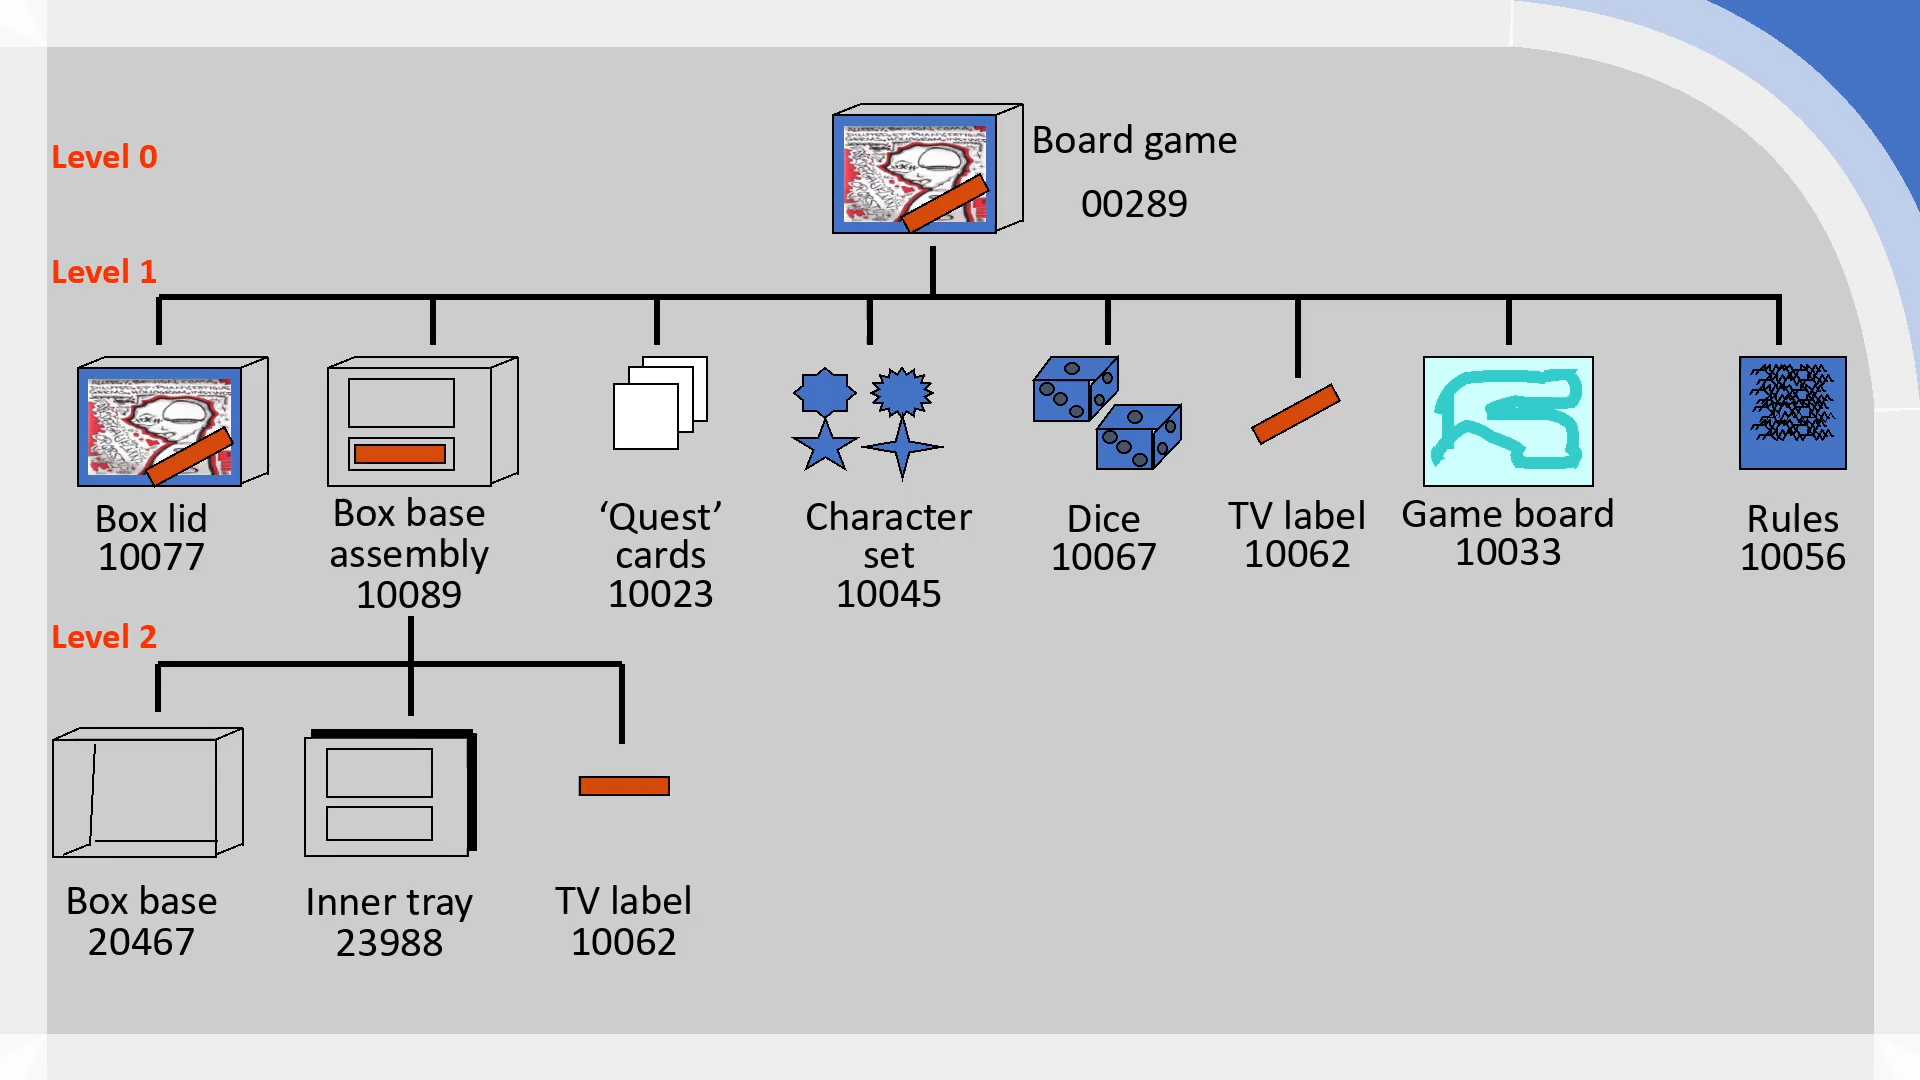 Board game
Level 0
00289
Level 1
Box lid
10077
Box base
assembly
10089
‘Quest’
cards
10023
Character
set
10045
Dice
10067
TV label
10062
Game board
10033
Rules
10056
Level 2
Box base
20467
Inner tray
23988
TV label
10062